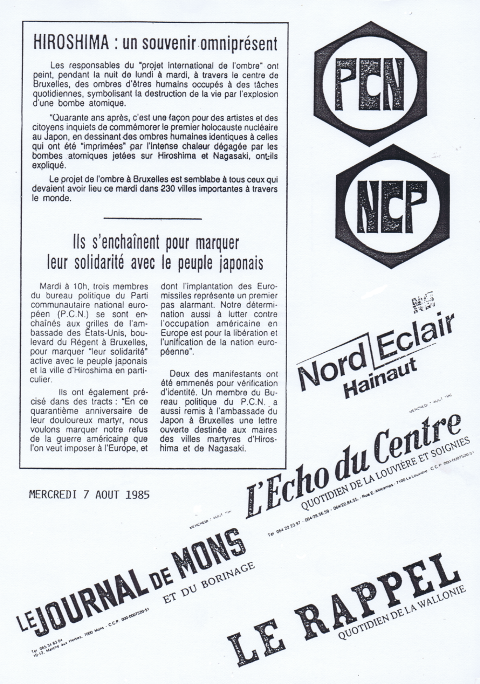 HIROSHIMA : un souvenir omniprésent
Les responsables du "projet international de l'ombre" ont
peint, pendant la nuit de lundi à mardi, à travers le centre de
Bruxelles, des ombres d'êtres humains occupés à des tâches
quotidiennes, symbolisant la destruction de la vie par l'explosion
d'une bombe atomique.
"Quarante ans après, c'est une façon pour des artistes et des
citoyens inquiets de commémorer le premier holocauste nucléaire
au Japon, en dessinant des ombres humaines identiques à celles
qui ont été "imprimées" par l'intense chaleur dégagée par les
bombes atomiques jetées sur Hiroshima et Nagasaki, ont-ils
expliqué.
Le projet de l'ombre à Bruxelles est semblabe à tous ceux qui
devaient avoir lieu ce mardi dans 230 villes importantes à travers
le monde.
Ils s'enchaînent pour marquer
leur solidarité avec le peuple japonais
Mardi à 10h, trois membres
du bureau politique du Parti
communautaire national euro-
péen (P.C.N.) se sont en-
chaînés aux grilles de l'am-
bassade des États-Unis, bou-
levard du Régent à Bruxelles,
pour marquer "leur solidarité"
active avec le peuple japonais
et la ville d'Hiroshima en parti-
culier.
Ils ont également pré-
cisé dans des tracts : "En ce
quarantième anniversaire de
leur douloureux martyr, nous
voulons marquer notre refus
de la guerre américaine que
l'on veut imposer à l'Europe, et
dont l'implantation des Euro-
missiles représente un premier
pas alarmant. Notre détermi-
nation aussi à lutter contre
l'occupation américaine en
Europe est pour la libération et
l'unification de la nation euro-
péenne".
Deux des manifestants ont
été emmenés pour vérification
d'identité. Un membre du Bu-
reau politique du P.C.N. a
aussi remis à l'ambassade du
Japon à Bruxelles une lettre
ouverte destinée aux maires
des villes martyres d'Hiros-
hima et de Nagasaki.
MERCREDI 7 AOUT 1985
PCN
NCP
Nord Eclair
Hainaut
L'Echo du Centre
QUOTIDIEN DE LA LOUVIÈRE ET SOIGNIES
LE JOURNAL DE MONS
ET DU BORINAGE
LE RAPPEL
QUOTIDIEN DE LA WALLONIE